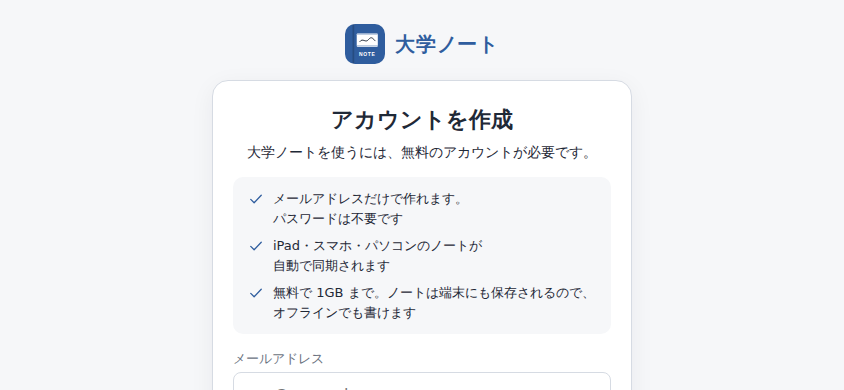 NOTE
大学ノート
アカウントを作成
大学ノートを使うには、無料のアカウントが必要です。
メールアドレスだけで作れます。
パスワードは不要です
iPad・スマホ・パソコンのノートが
自動で同期されます
無料で 1GB まで。ノートは端末にも保存されるので、
オフラインでも書けます
メールアドレス